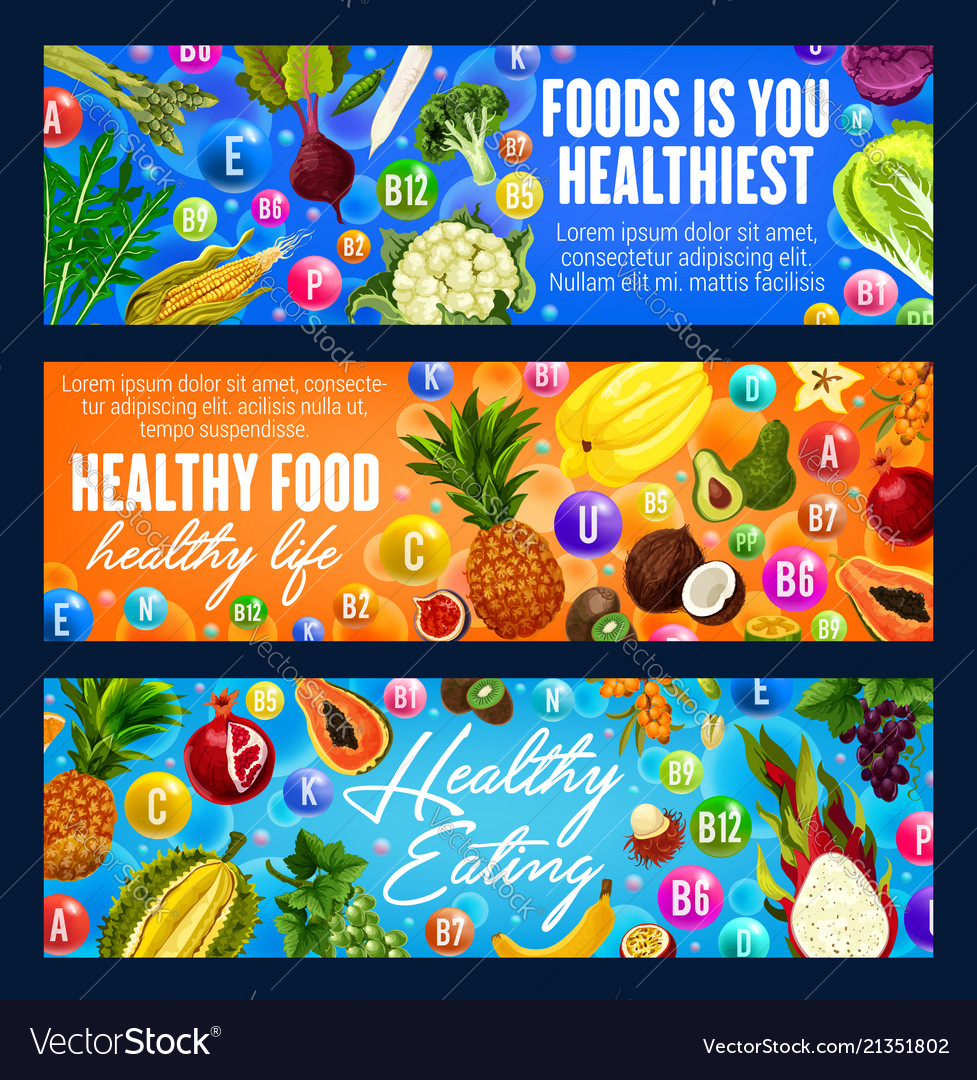 B6
K
U
A
E
B7
N
B12
B5
B9
B6
B2
P
B1
C
PP
FOODS IS YOU
HEALTHIEST
Lorem ipsum dolor sit amet,
consectetur adipiscing elit.
Nullam elit mi. mattis facilisis
Lorem ipsum dolor sit amet, consecte-
tur adipiscing elit. acilisis nulla ut,
tempo suspendisse.
HEALTHY FOOD
healthy life
K
B1
D
A
B5
U
B7
C
PP
B6
E
N
B12
B2
K
B9
B5
B1
N
E
C
K
Healthy
Eating
B9
B12
P
B6
A
B7
D
U
VectorStock®
VectorStock.com/21351802